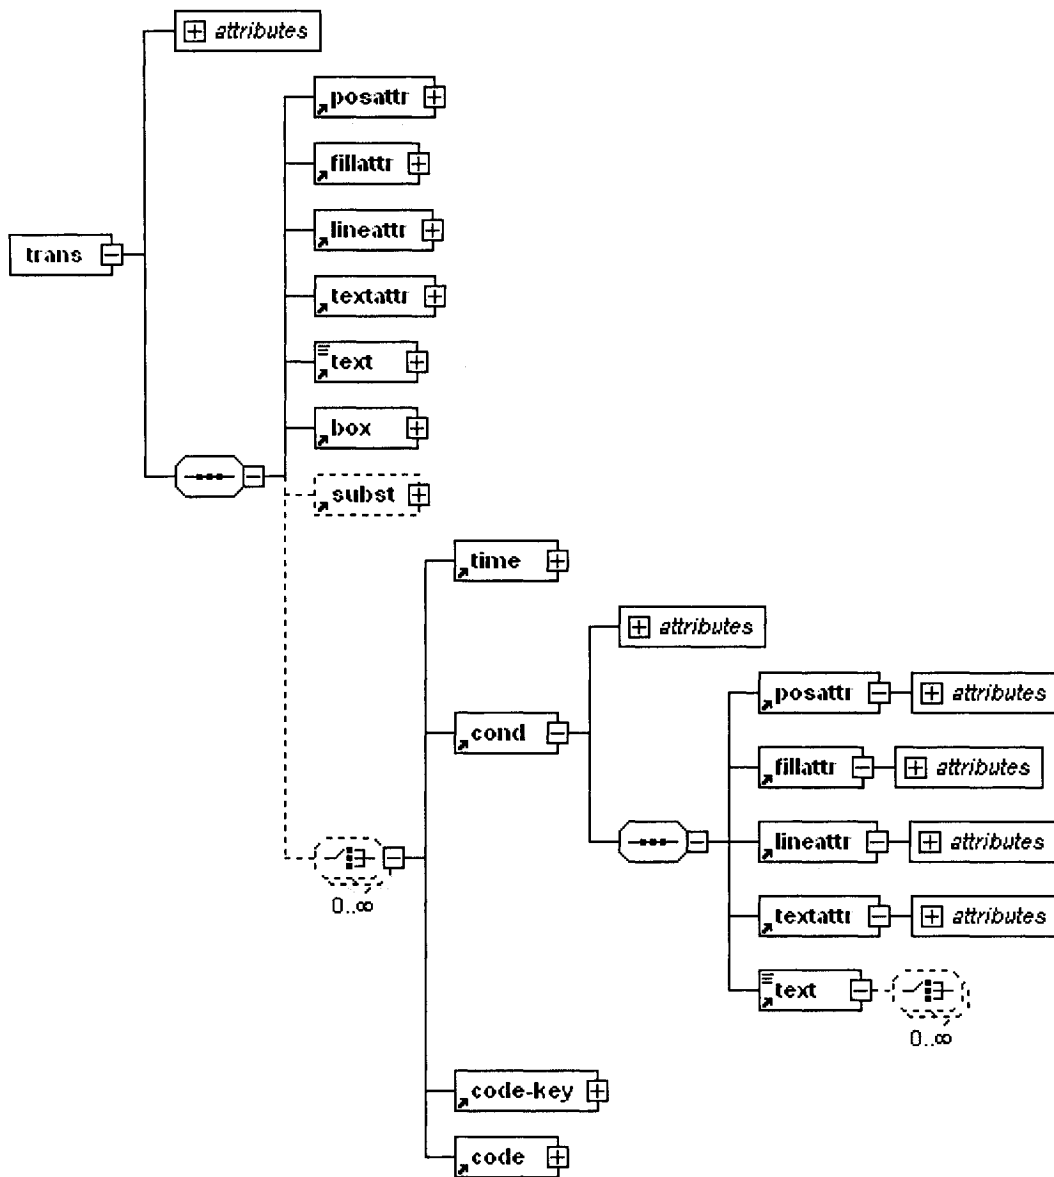 attributes
posattr
fillattr
lineattr
trans
textattr
text
box
subst
time
attributes
posattr
attributes
cond
fillattr
attributes
lineattr
attributes
0..∞
textattr
attributes
text
0..∞
code-key
code